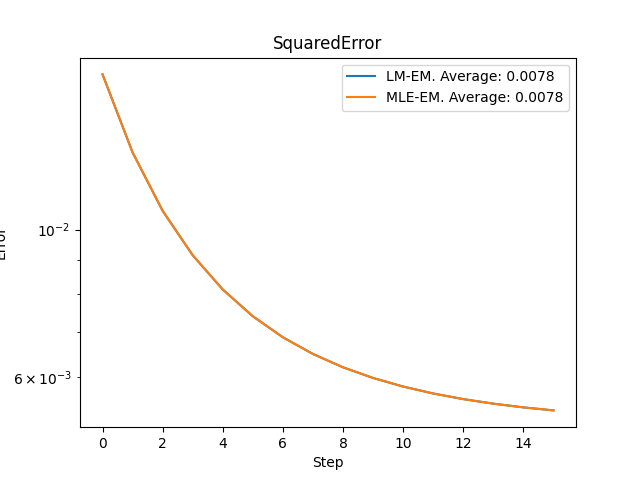 SquaredError
LM-EM. Average: 0.0078
MLE-EM. Average: 0.0078
Error
10⁻²
6 × 10⁻³
0 2 4 6 8 10 12 14
Step